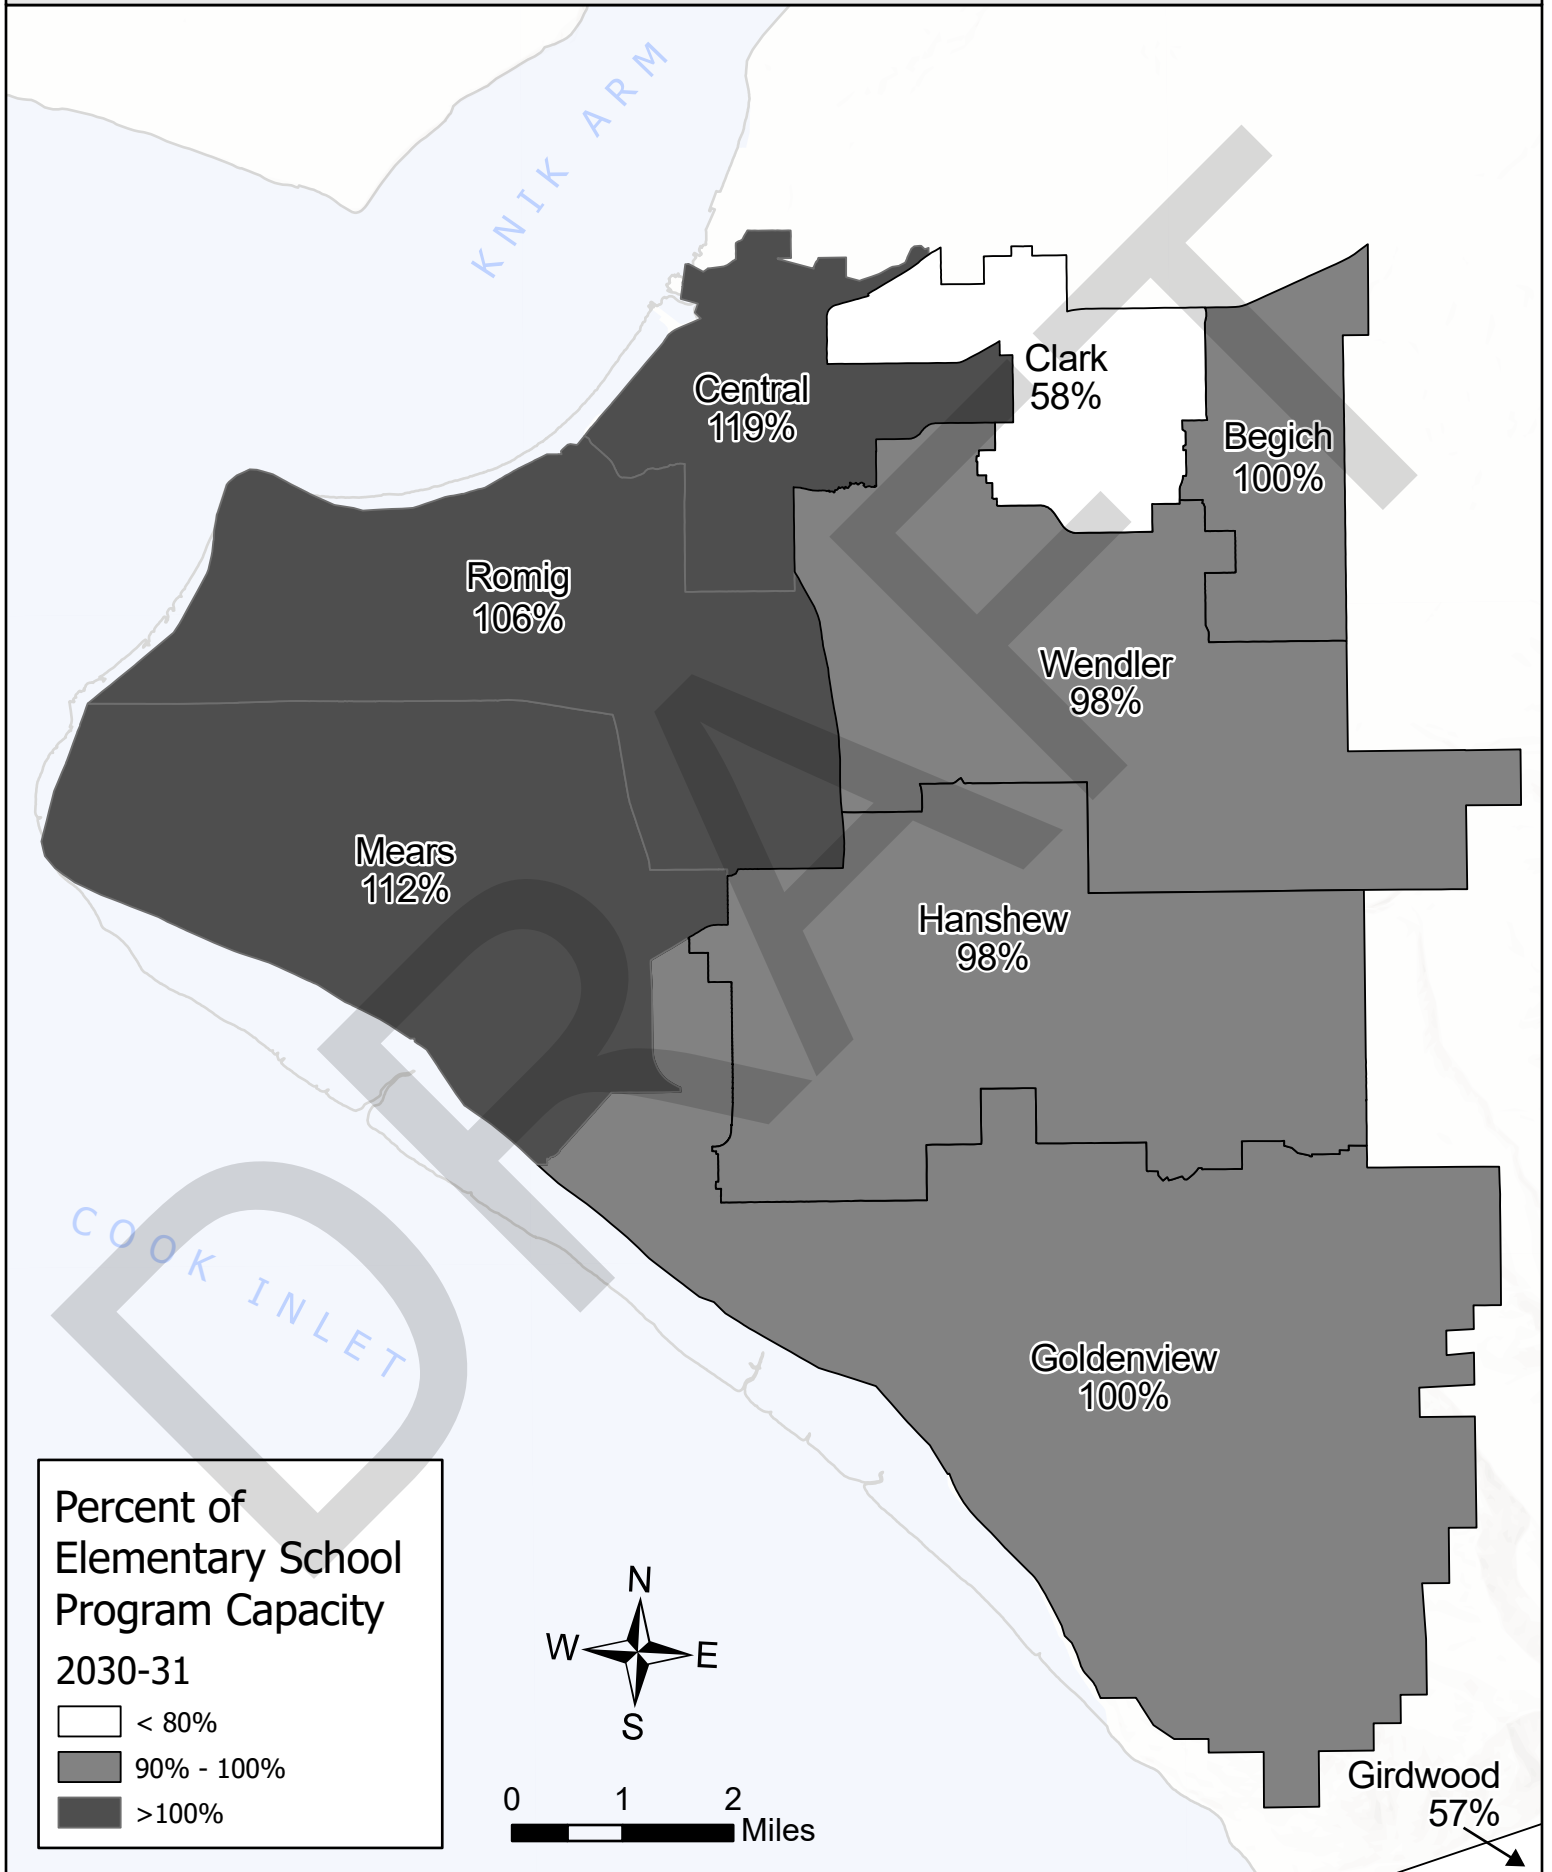 KNIK ARM
Clark
58%
Central
119%
Begich
100%
Romig
106%
Wendler
98%
Mears
112%
Hanshew
98%
DRAFT
COOK INLET
Goldenview
100%
Percent of
Elementary School
Program Capacity
2030-31
< 80%
90% - 100%
>100%
N
W
E
S
0 1 2
Miles
Girdwood
57%